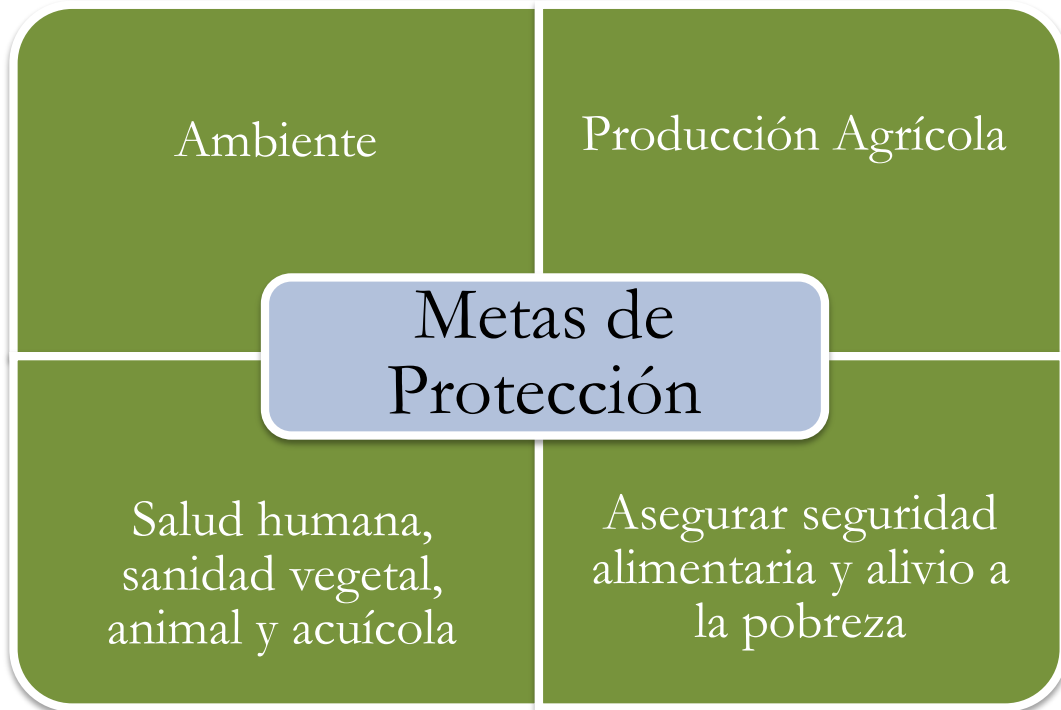 Ambiente
Producción Agrícola
Metas de
Protección
Salud humana,
sanidad vegetal,
animal y acuícola
Asegurar seguridad
alimentaria y alivio a
la pobreza